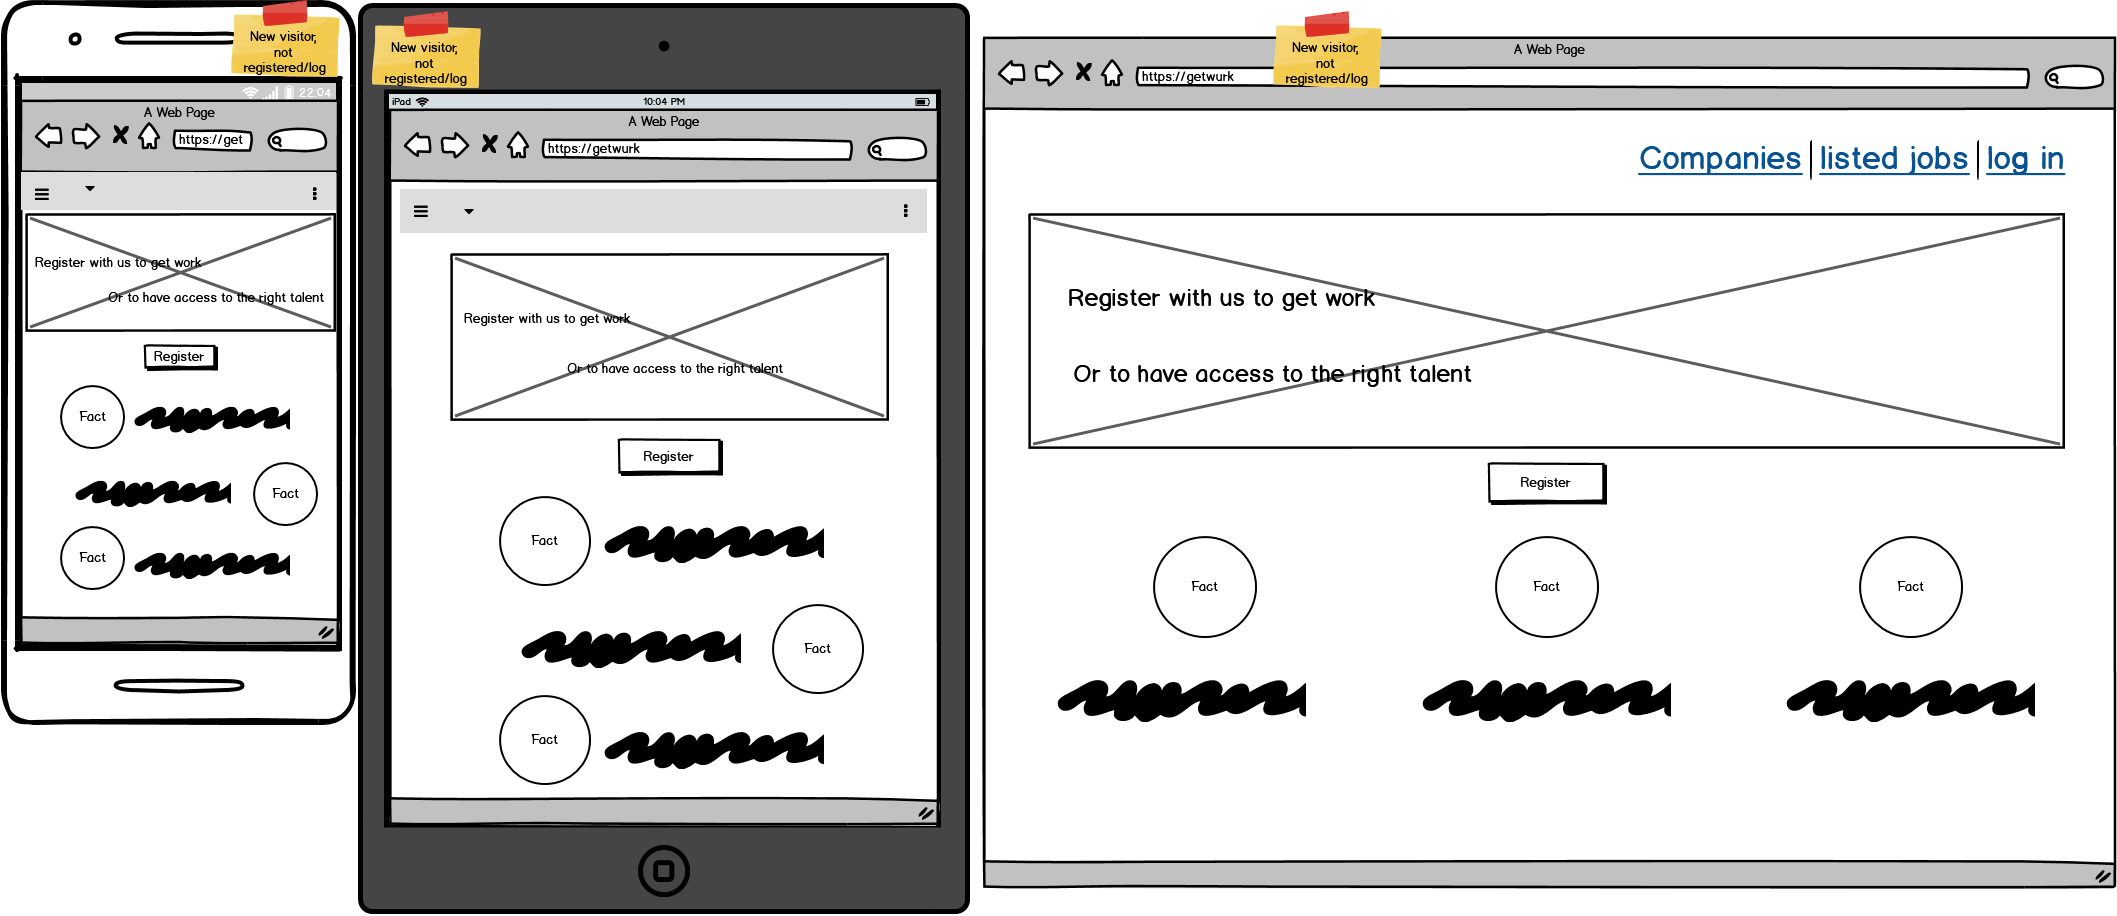 New visitor,
not
registered/log
22:04
A Web Page
https://get
Register with us to get work
Or to have access to the right talent
Register
Fact
Fact
Fact
New visitor,
not
registered/log
iPad
10:04 PM
A Web Page
https://getwurk
Register with us to get work
Or to have access to the right talent
Register
Fact
Fact
Fact
New visitor,
not
registered/log
A Web Page
https://getwurk
Companies listed jobs log in
Register with us to get work
Or to have access to the right talent
Register
Fact Fact Fact